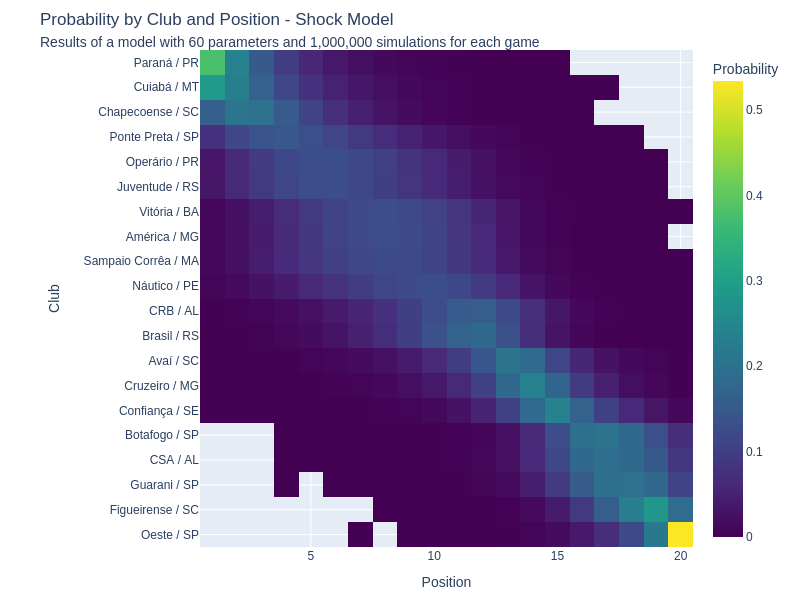 Probability by Club and Position - Shock Model
Results of a model with 60 parameters and 1,000,000 simulations for each game
Probability
Club
Paraná / PR
Cuiabá / MT
Chapecoense / SC
Ponte Preta / SP
Operário / PR
Juventude / RS
Vitória / BA
América / MG
Sampaio Corrêa / MA
Náutico / PE
CRB / AL
Brasil / RS
Avaí / SC
Cruzeiro / MG
Confiança / SE
Botafogo / SP
CSA / AL
Guarani / SP
Figueirense / SC
Oeste / SP
0.5
0.4
0.3
0.2
0.1
0
5 10 15 20
Position